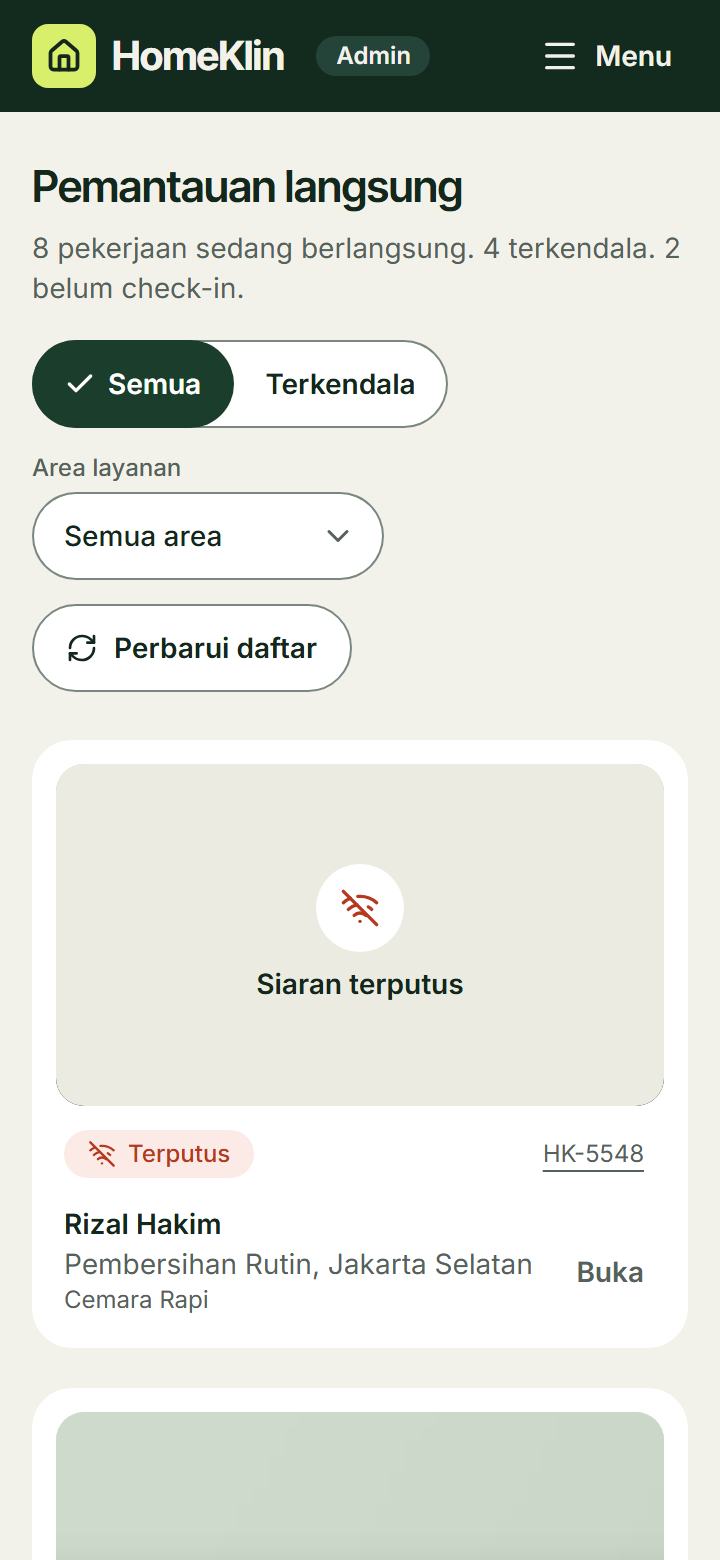 HomeKlin
Admin
Menu
Pemantauan langsung
8 pekerjaan sedang berlangsung. 4 terkendala. 2
belum check-in.
Semua
Terkendala
Area layanan
Semua area
Perbarui daftar
Siaran terputus
Terputus
HK-5548
Rizal Hakim
Pembersihan Rutin, Jakarta Selatan
Cemara Rapi
Buka